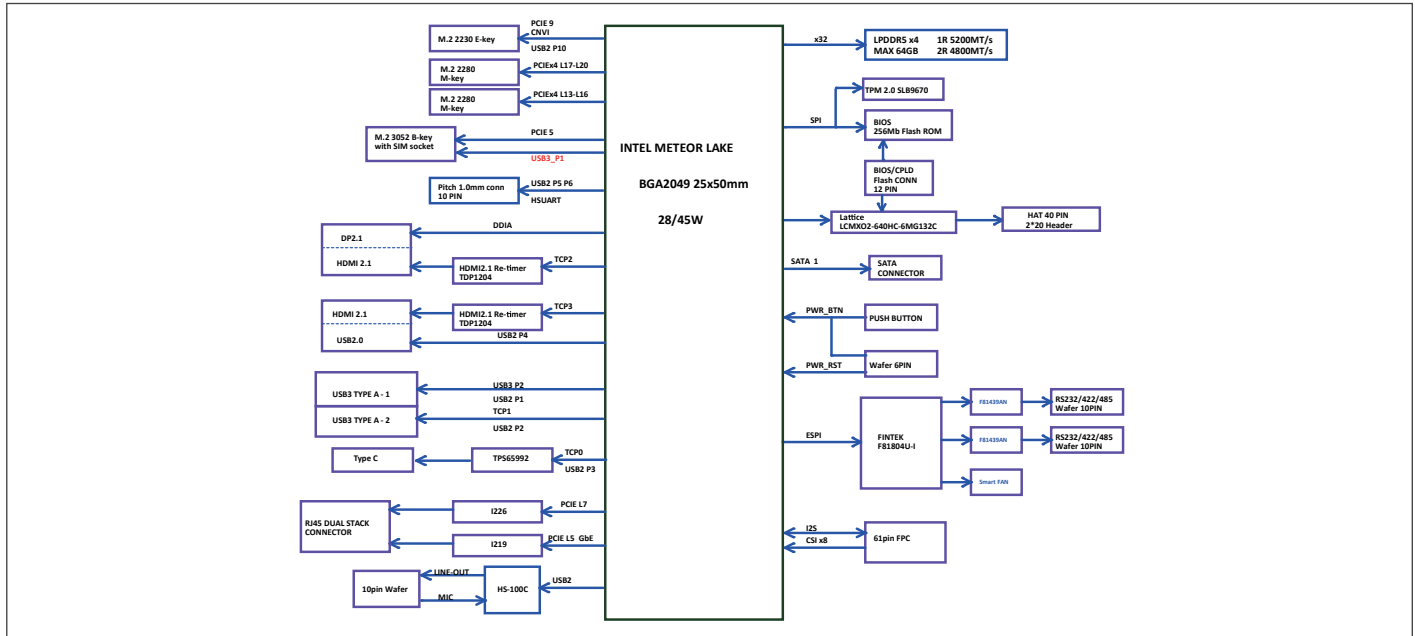 PCIE 9
CNVI
M.2 2230 E-key
USB2 P10
M.2 2280
M-key
PCIEx4 L17-L20
M.2 2280
M-key
PCIEx4 L13-L16
M.2 3052 B-key
with SIM socket
PCIE 5
USB3_P1
Pitch 1.0mm conn
10 PIN
USB2 P5 P6
HSUART
DP2.1
HDMI 2.1
DDIA
HDMI2.1 Re-timer
TDP1204
TCP2
HDMI 2.1
USB2.0
HDMI2.1 Re-timer
TDP1204
TCP3
USB2 P4
USB3 TYPE A - 1
USB3 P2
USB2 P1
USB3 TYPE A - 2
TCP1
USB2 P2
Type C
TPS65992
TCP0
USB2 P3
RJ45 DUAL STACK
CONNECTOR
I226
PCIE L7
I219
PCIE L5 GbE
10pin Wafer
LINE-OUT
MIC
HS-100C
USB2
INTEL METEOR LAKE
BGA2049 25x50mm
28/45W
x32
LPDDR5 x4 1R 5200MT/s
MAX 64GB 2R 4800MT/s
TPM 2.0 SLB9670
SPI
BIOS
256Mb Flash ROM
BIOS/CPLD
Flash CONN
12 PIN
Lattice
LCMXO2-640HC-6MG132C
HAT 40 PIN
2*20 Header
SATA 1
SATA
CONNECTOR
PWR_BTN
PUSH BUTTON
PWR_RST
Wafer 6PIN
ESPI
FINTEK
F81804U-I
F81439AN
RS232/422/485
Wafer 10PIN
F81439AN
RS232/422/485
Wafer 10PIN
Smart FAN
I2S
CSI x8
61pin FPC